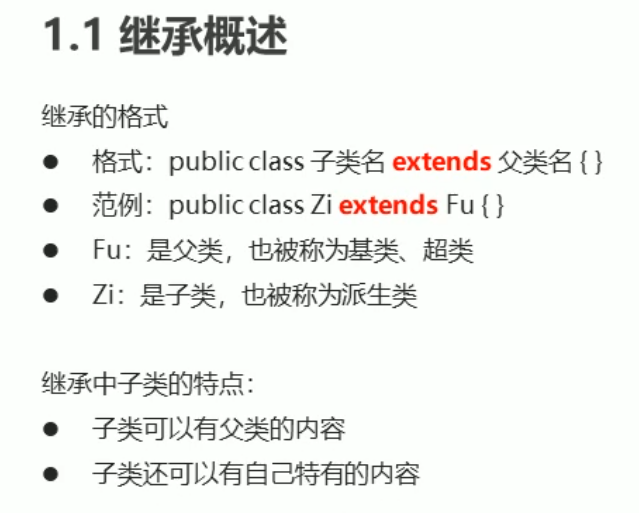 1.1 继承概述
继承的格式
● 格式：public class 子类名 extends 父类名 { }
● 范例：public class Zi extends Fu { }
● Fu：是父类，也被称为基类、超类
● Zi：是子类，也被称为派生类
继承中子类的特点：
● 子类可以有父类的内容
● 子类还可以有自己特有的内容